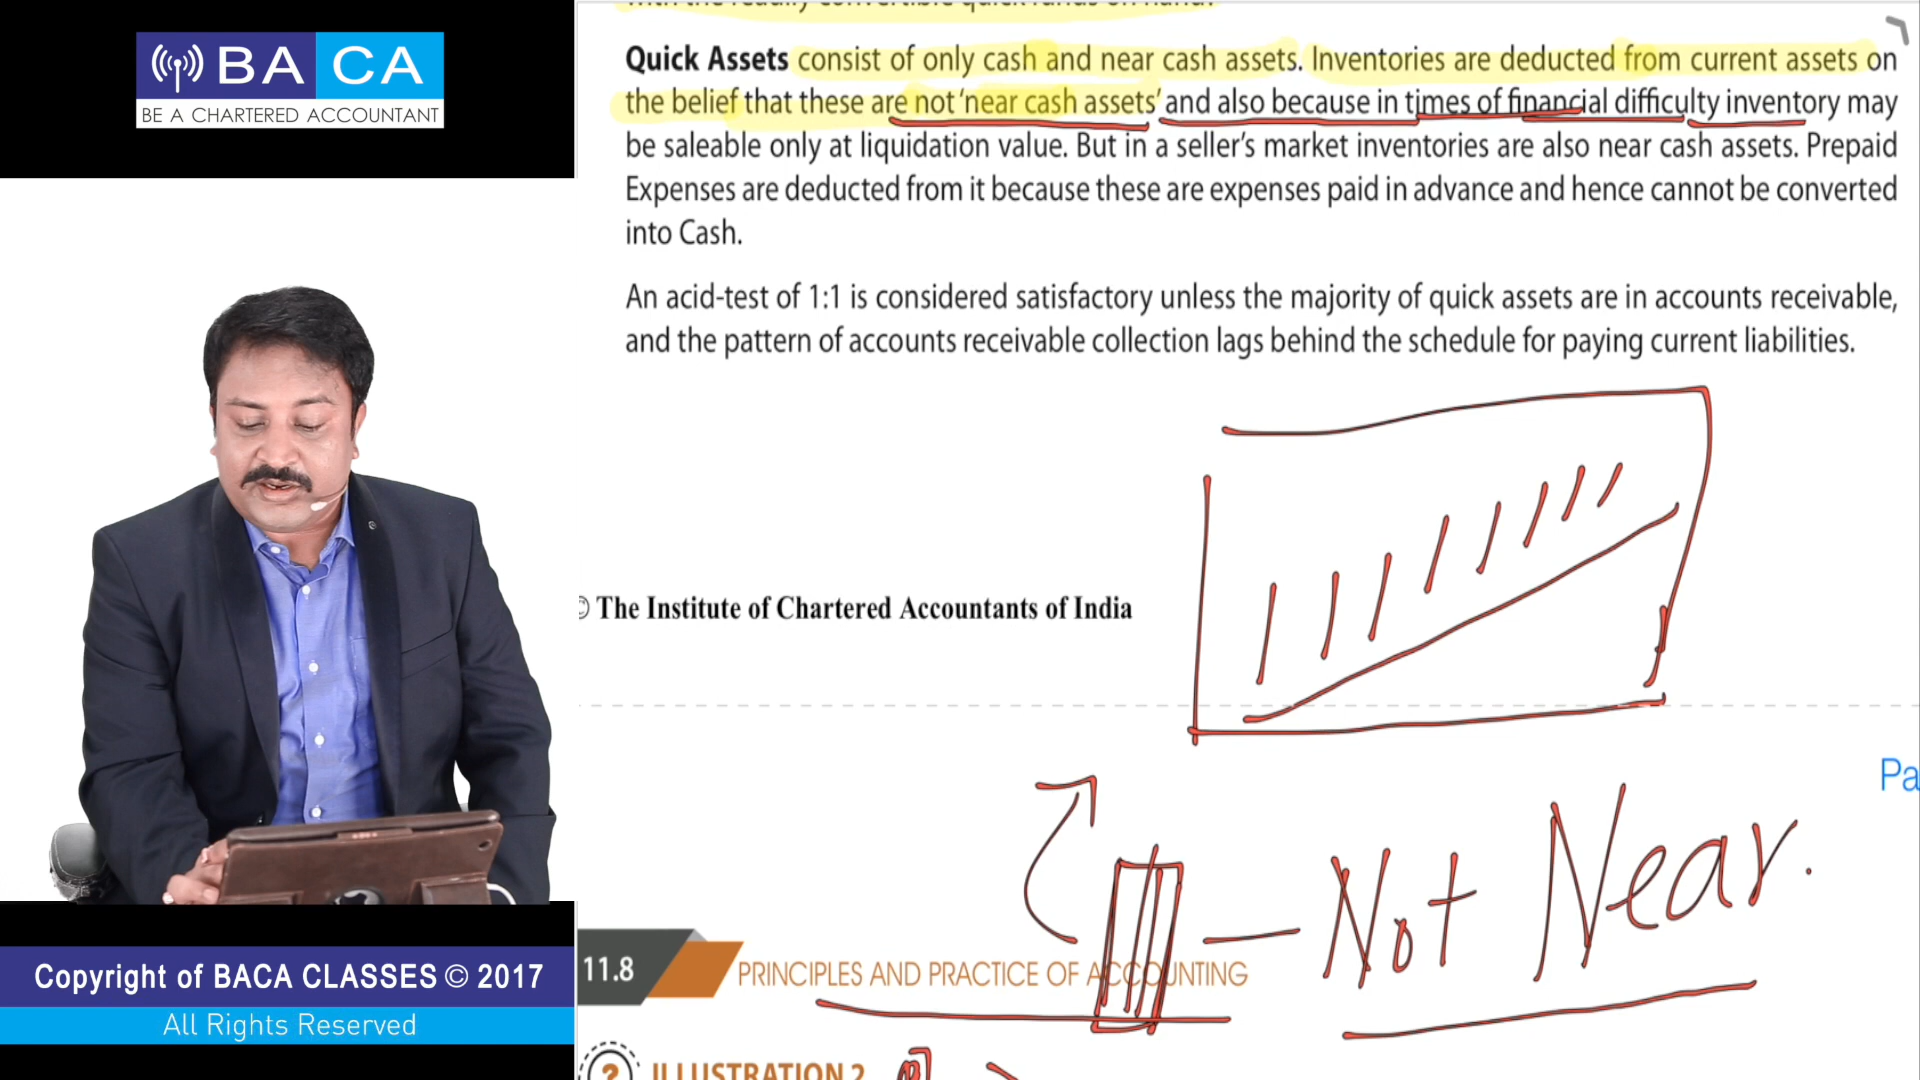 BA CA
BE A CHARTERED ACCOUNTANT
Quick Assets consist of only cash and near cash assets. Inventories are deducted from current assets on
the belief that these are not ‘near cash assets’ and also because in times of financial difficulty inventory may
be saleable only at liquidation value. But in a seller’s market inventories are also near cash assets. Prepaid
Expenses are deducted from it because these are expenses paid in advance and hence cannot be converted
into Cash.
An acid-test of 1:1 is considered satisfactory unless the majority of quick assets are in accounts receivable,
and the pattern of accounts receivable collection lags behind the schedule for paying current liabilities.
© The Institute of Chartered Accountants of India
Pa
Not Near.
11.8 PRINCIPLES AND PRACTICE OF ACCOUNTING
? ILLUSTRATION 2
Copyright of BACA CLASSES © 2017
All Rights Reserved